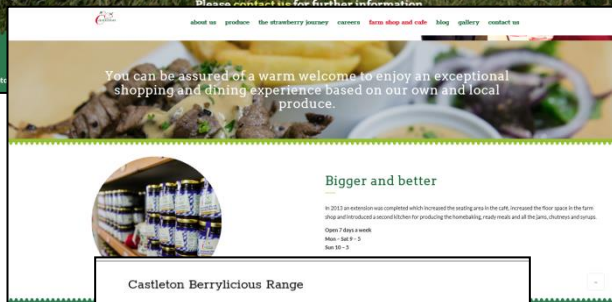 Please contact us for further information
about us produce the strawberry journey careers farm shop and cafe blog gallery contact us
You can be assured of a warm welcome to enjoy an exceptional
shopping and dining experience based on our own and local
produce.
Bigger and better
In 2013 an extension was completed which increased the seating area in the café, increased the floor space in the farm
shop and introduced a second kitchen for producing the homebaking, ready meals and all the jams, chutneys and syrups.
Open 7 days a week
Mon – Sat 9 – 3
Sun 10 – 3
Castleton Berrylicious Range